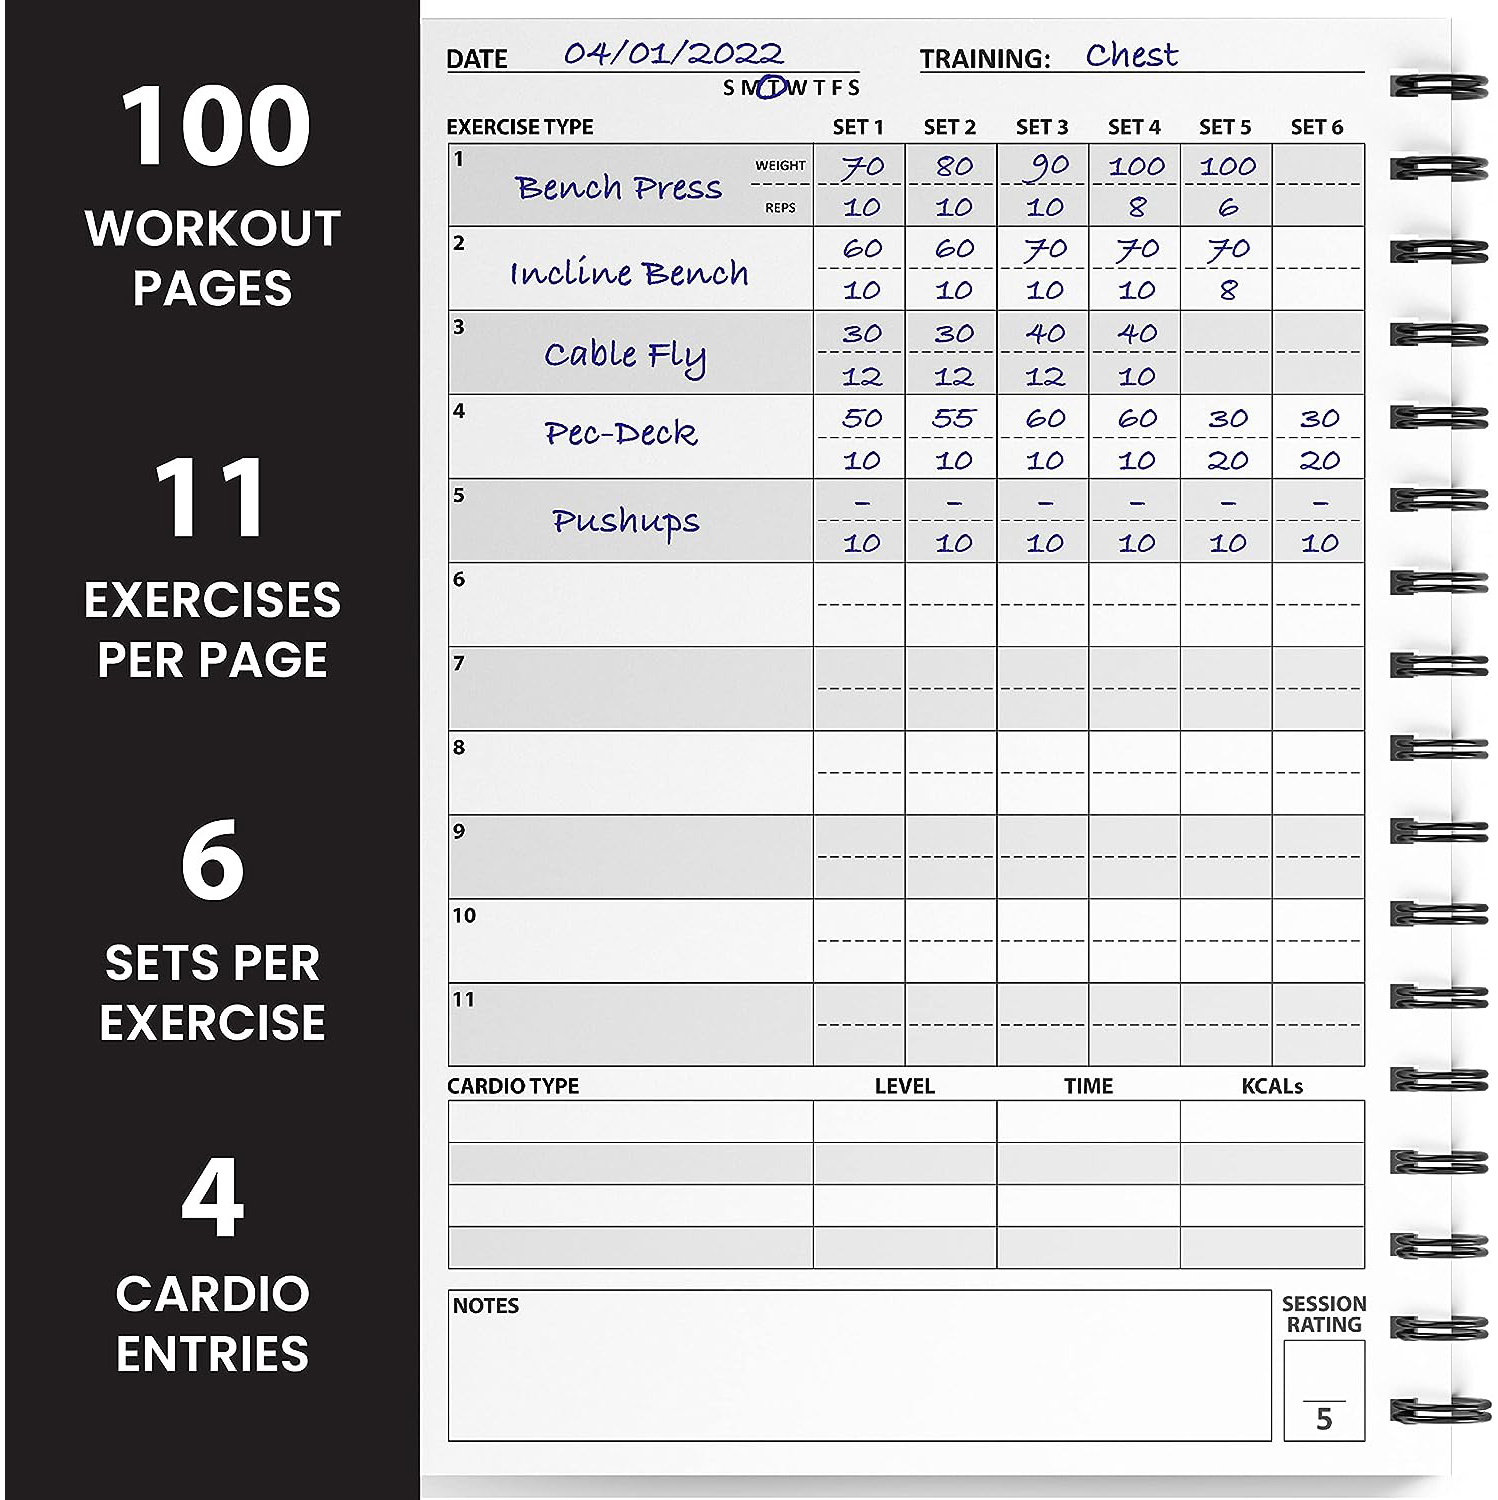 100
WORKOUT
PAGES
11
EXERCISES
PER PAGE
6
SETS PER
EXERCISE
4
CARDIO
ENTRIES
DATE 04/01/2022 TRAINING: Chest
S M T W T F S
EXERCISE TYPE SET 1 SET 2 SET 3 SET 4 SET 5 SET 6
1 Bench Press WEIGHT 70 80 90 100 100
REPS 10 10 10 8 6
2 Incline Bench 60 60 70 70 70
10 10 10 10 8
3 Cable Fly 30 30 40 40
12 12 12 10
4 Pec-Deck 50 55 60 60 30 30
10 10 10 10 20 20
5 Pushups - - - - - -
10 10 10 10 10 10
6
7
8
9
10
11
CARDIO TYPE LEVEL TIME KCALs
NOTES
SESSION
RATING
5